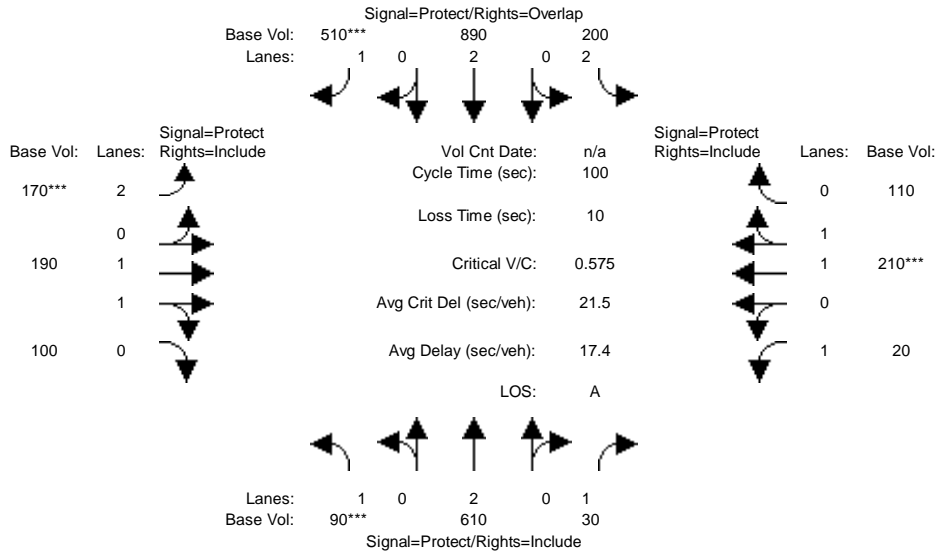 Signal=Protect/Rights=Overlap
Base Vol: 510*** 890 200
Lanes: 1 0 2 0 2
Signal=Protect Signal=Protect
Base Vol: Lanes: Rights=Include Vol Cnt Date: n/a Rights=Include Lanes: Base Vol:
Cycle Time (sec): 100
170*** 2 0 110
Loss Time (sec): 10
0 1
190 1 Critical V/C: 0.575 1 210***
1 Avg Crit Del (sec/veh): 21.5 0
100 0 Avg Delay (sec/veh): 17.4 1 20
LOS: A
Lanes: 1 0 2 0 1
Base Vol: 90*** 610 30
Signal=Protect/Rights=Include